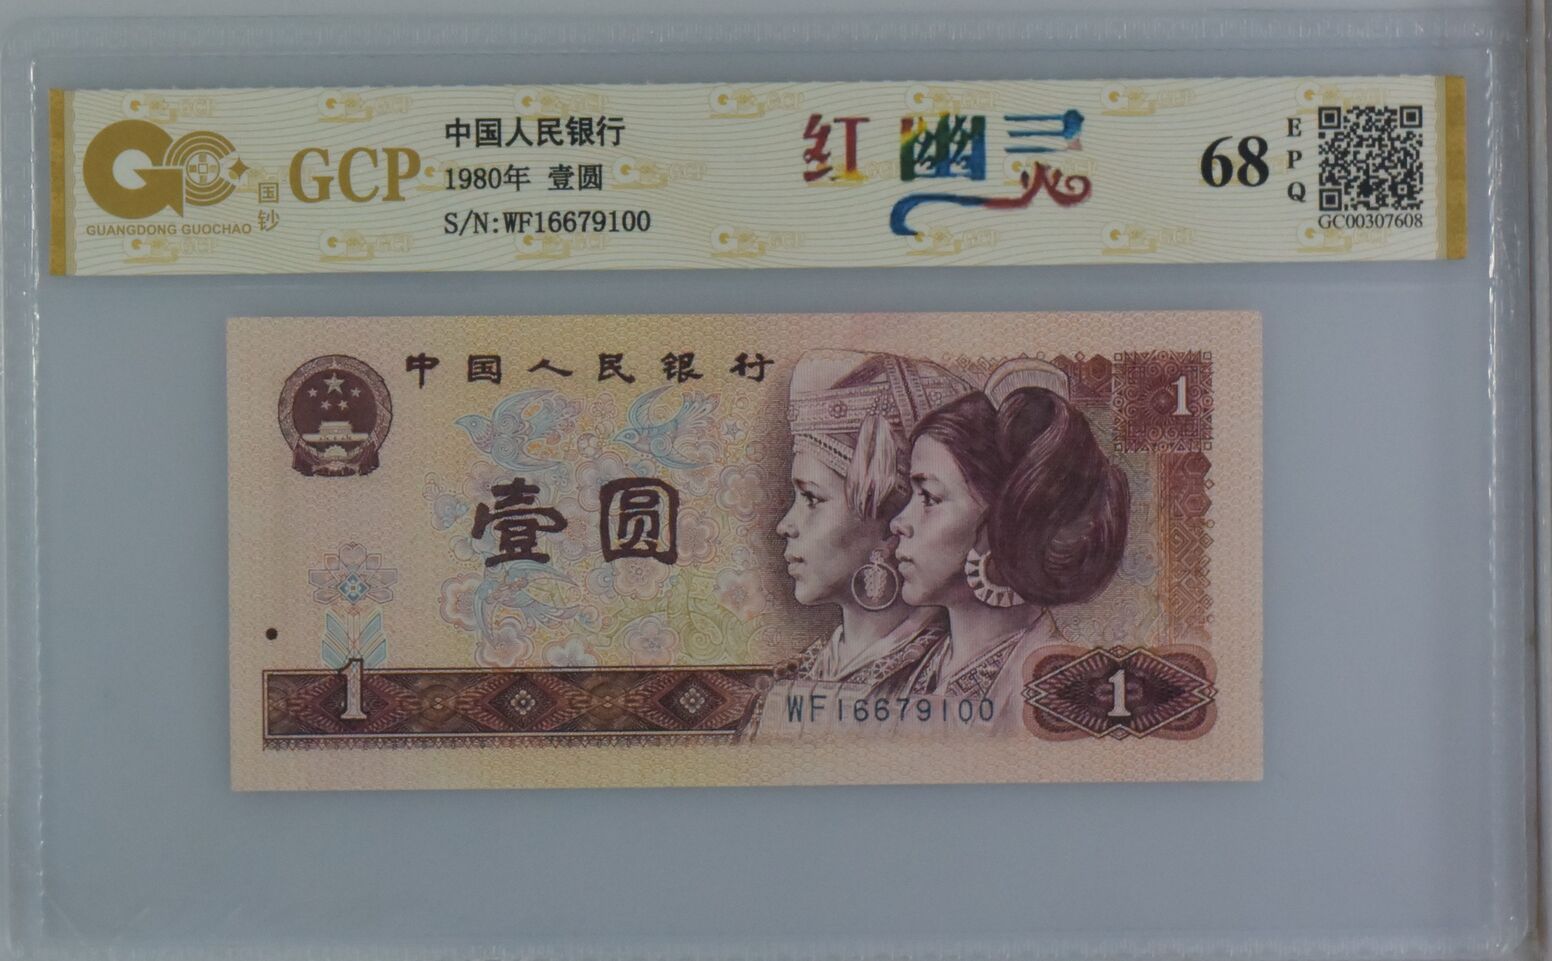 GCP
国钞
GUANGDONG GUOCHAO
中国人民银行
1980年 壹圆
S/N:WF16679100
红幽灵
68
EPQ
GC00307608
中国人民银行
1
壹圆
1
WF16679100
1